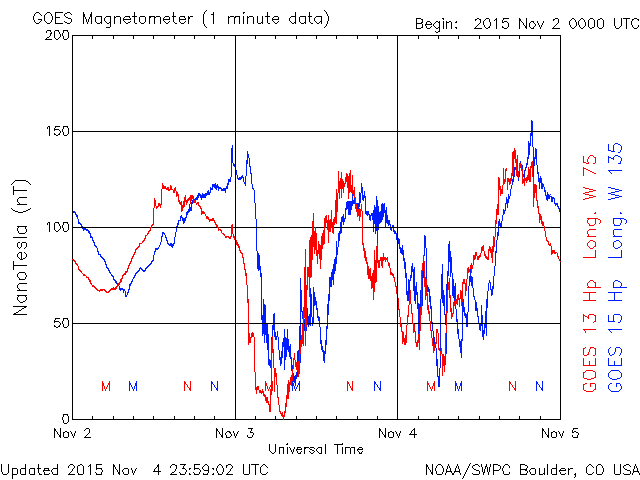 GOES Magnetometer (1 minute data)
Begin: 2015 Nov 2 0000 UTC
200
150
100
50
0
NanoTesla (nT)
M M N N M M N N M M N N
Nov 2 Nov 3 Nov 4 Nov 5
Universal Time
GOES 13 Hp Long. W 75
GOES 15 Hp Long. W 135
Updated 2015 Nov 4 23:59:02 UTC
NOAA/SWPC Boulder, CO USA